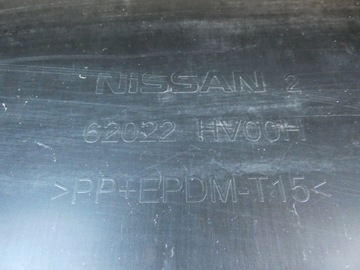 NISSAN 2
62022 HV00H
>PP+EPDM-T15<